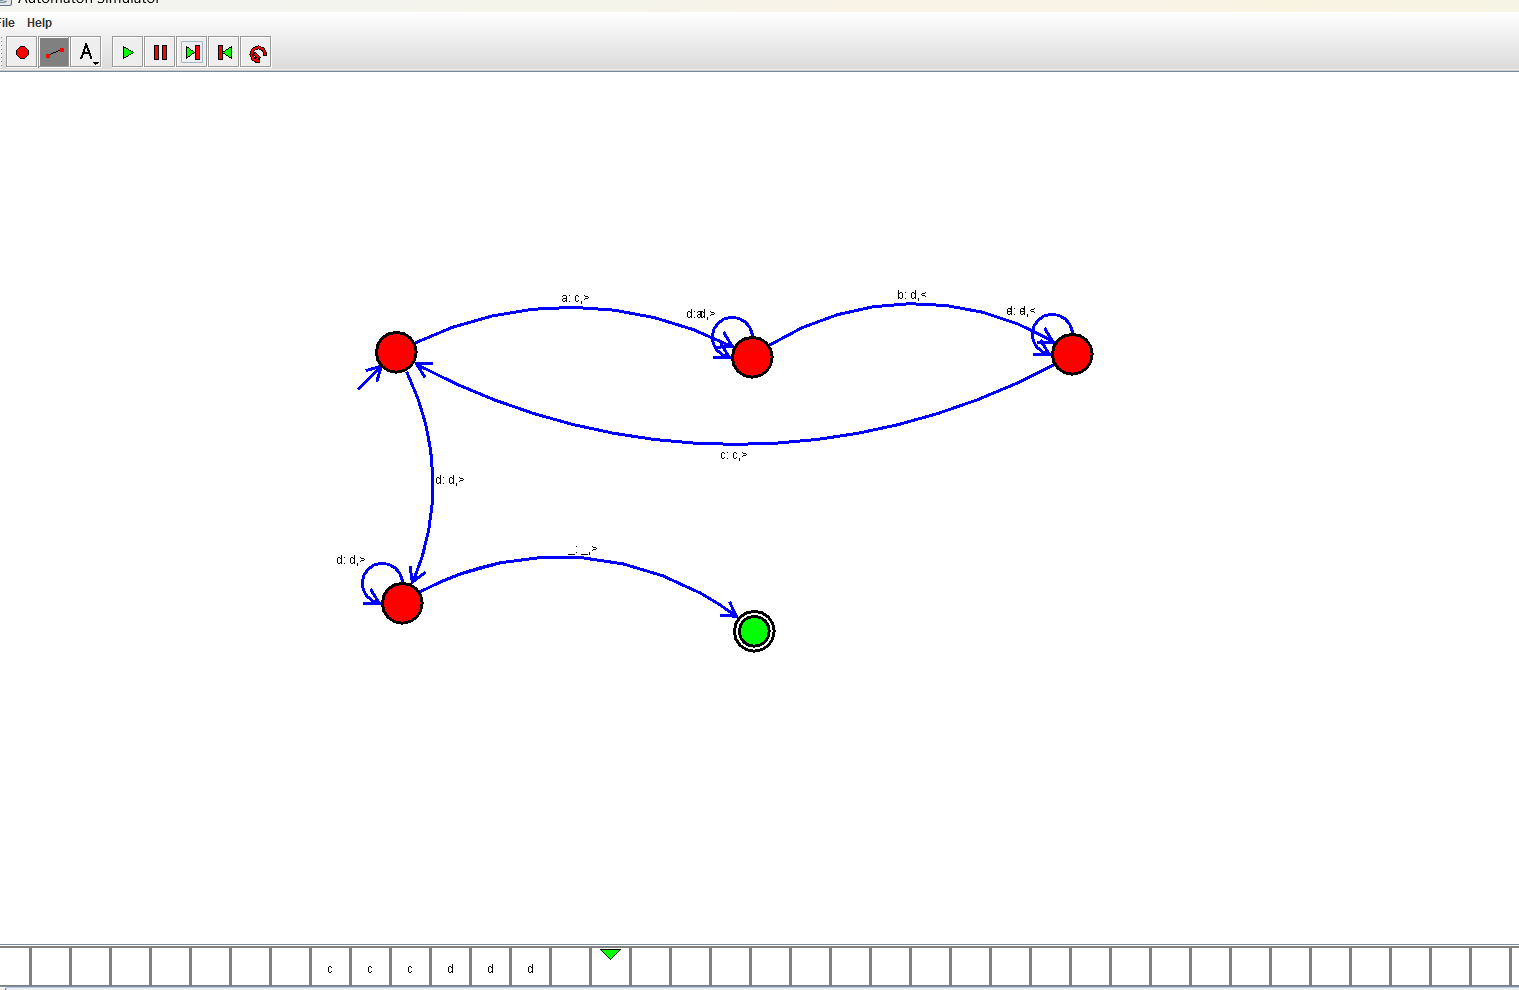 Automaton Simulator
File Help
A
a: c,>
b: d,<
c: c,>
d: d,>
d: d,>
_: _,>
c c c d d d